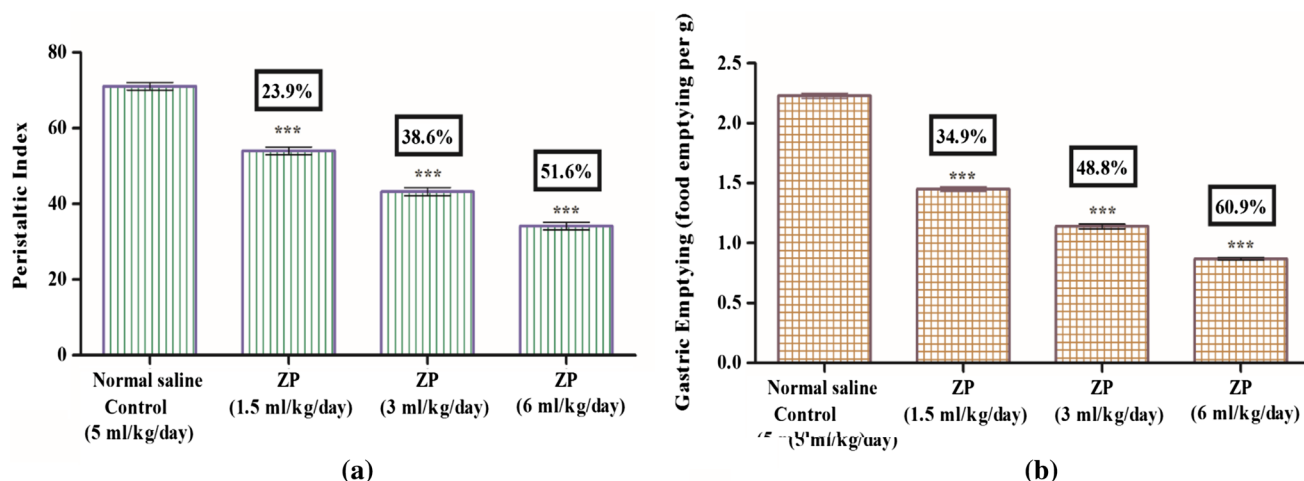 Peristaltic Index
80
60
40
20
0
23.9%
***
38.6%
***
51.6%
***
Normal saline
Control
(5 ml/kg/day)
ZP
(1.5 ml/kg/day)
ZP
(3 ml/kg/day)
ZP
(6 ml/kg/day)
(a)
Gastric Emptying (food emptying per g)
2.5
2.0
1.5
1.0
0.5
0.0
34.9%
***
48.8%
***
60.9%
***
Normal saline
Control
(5 ml/kg/day)
ZP
(1.5 ml/kg/day)
ZP
(3 ml/kg/day)
ZP
(6 ml/kg/day)
(b)